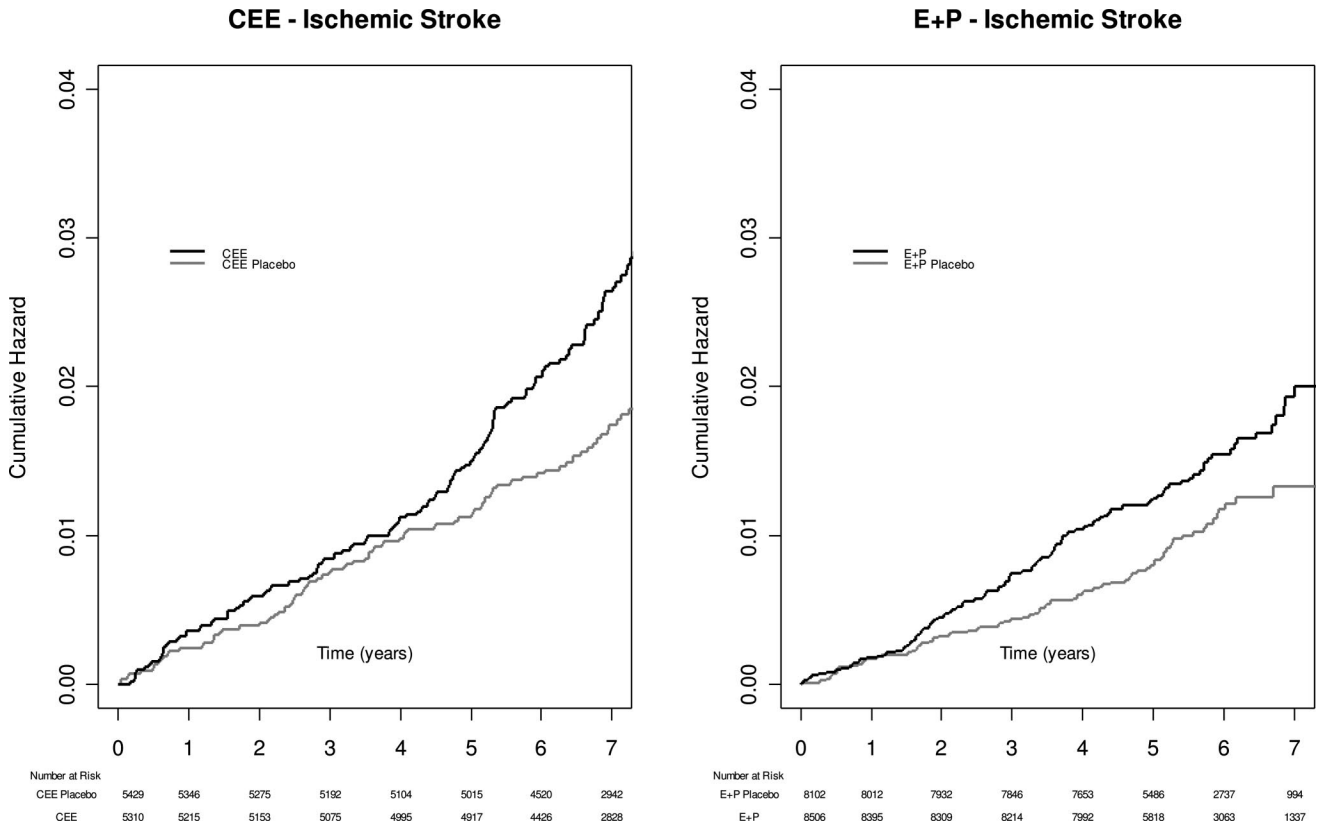 CEE - Ischemic Stroke
Cumulative Hazard
0.04
0.03
0.02
0.01
0.00
CEE
CEE Placebo
Time (years)
0 1 2 3 4 5 6 7
Number at Risk
CEE Placebo 5429 5346 5275 5192 5104 5015 4520 2942
CEE 5310 5215 5153 5075 4995 4917 4426 2828
E+P - Ischemic Stroke
Cumulative Hazard
0.04
0.03
0.02
0.01
0.00
E+P
E+P Placebo
Time (years)
0 1 2 3 4 5 6 7
Number at Risk
E+P Placebo 8102 8012 7932 7846 7653 5486 2737 994
E+P 8506 8395 8309 8214 7992 5818 3063 1337